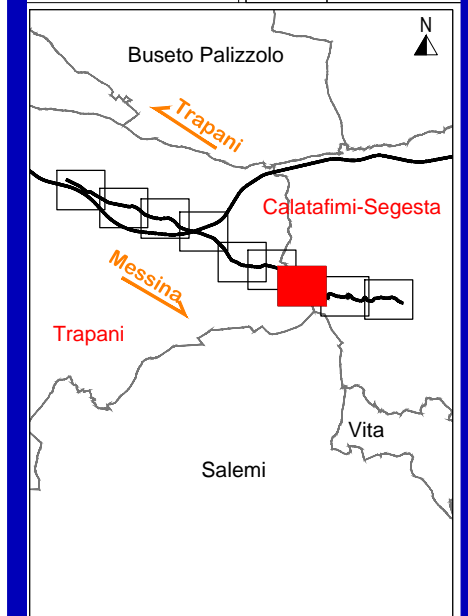 N
Buseto Palizzolo
Trapani
Calatafimi-Segesta
Messina
Trapani
Vita
Salemi